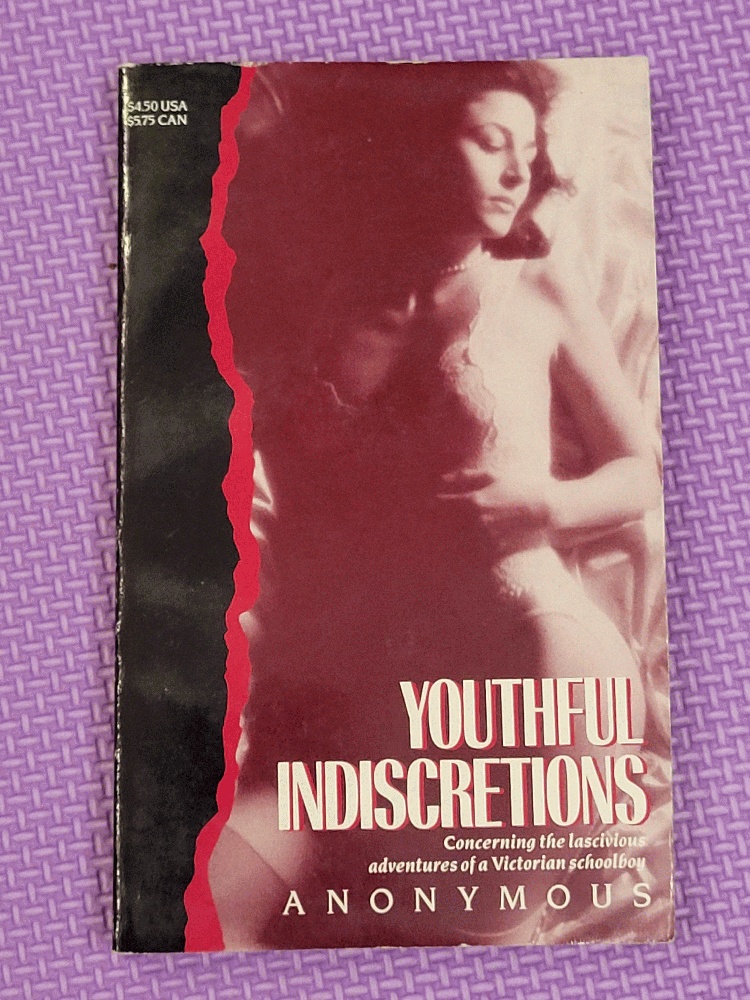 $4.50 USA
$5.75 CAN
YOUTHFUL
INDISCRETIONS
Concerning the lascivious
adventures of a Victorian schoolboy
ANONYMOUS